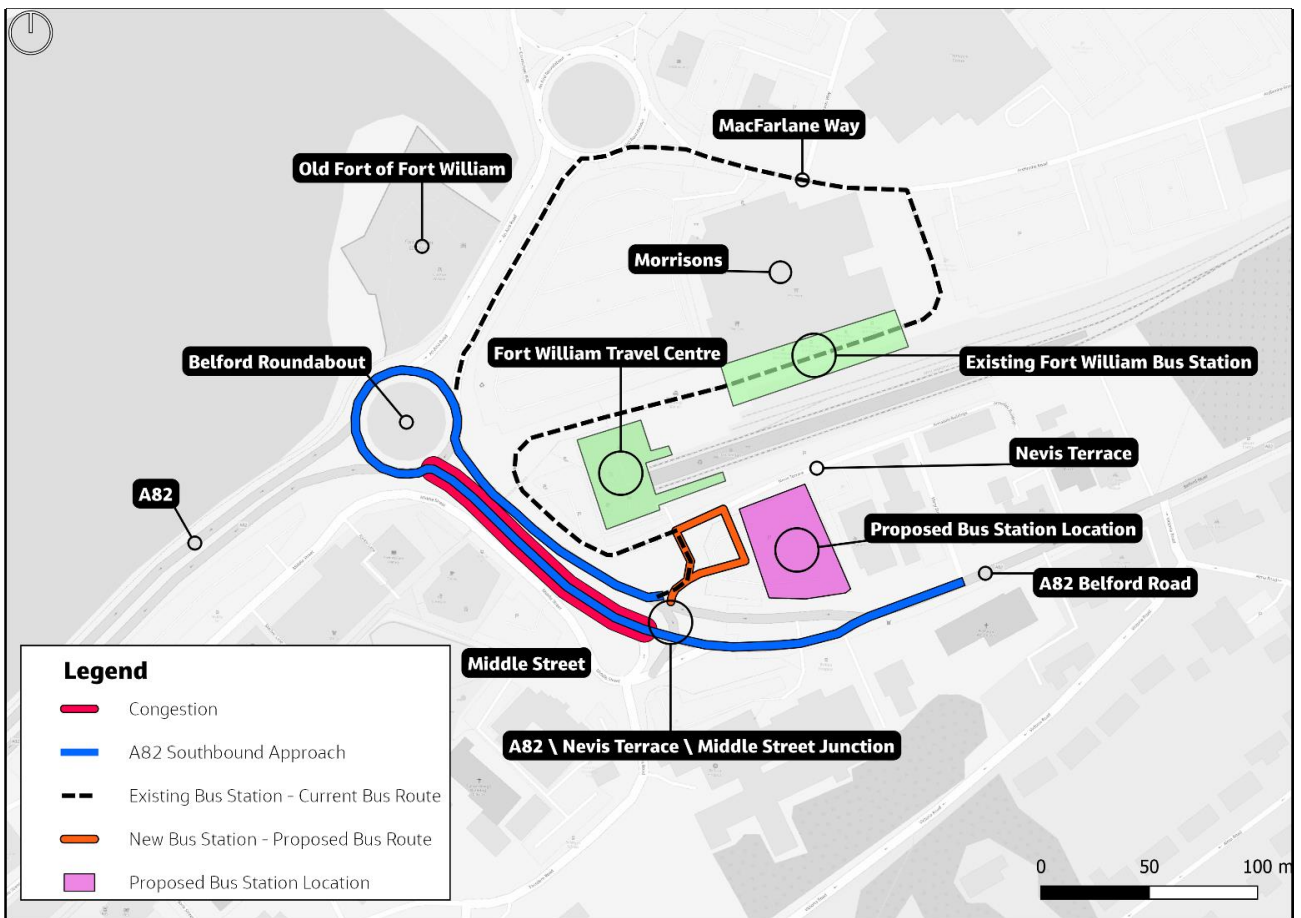 MacFarlane Way
Old Fort of Fort William
Morrisons
Belford Roundabout
Fort William Travel Centre
Existing Fort William Bus Station
Nevis Terrace
A82
Proposed Bus Station Location
A82 Belford Road
Middle Street
A82 \ Nevis Terrace \ Middle Street Junction
Legend
Congestion
A82 Southbound Approach
Existing Bus Station - Current Bus Route
New Bus Station - Proposed Bus Route
Proposed Bus Station Location
0 50 100 m